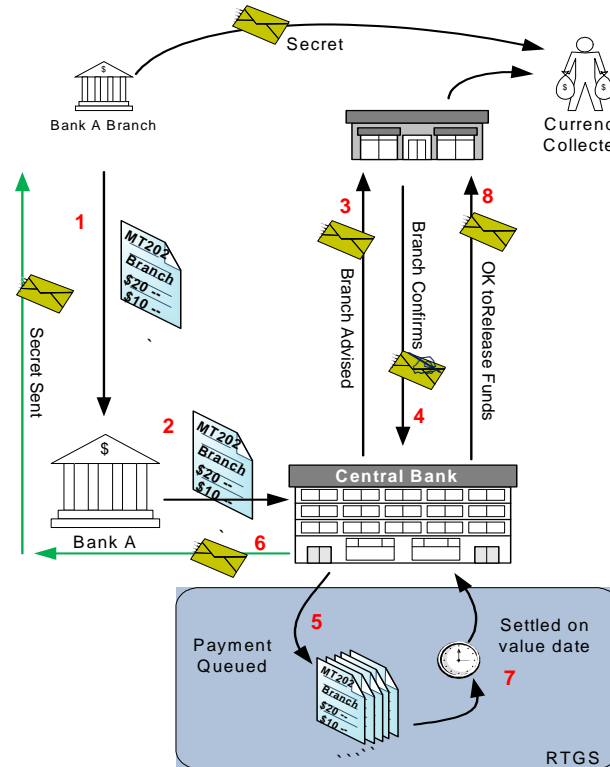 Secret
$
$
$
Bank A Branch
Currenc
Collecte
1
3
8
MT202
Branch
$20 --
$10 --
Branch Advised
Branch Confirms
OK toRelease Funds
Secret Sent
4
2
MT202
Branch
$20 --
$10 --
$
Central Bank
Bank A
6
5
Payment
Queued
Settled on
value date
7
MT202
Branch
$20 --
$10 --
RTGS